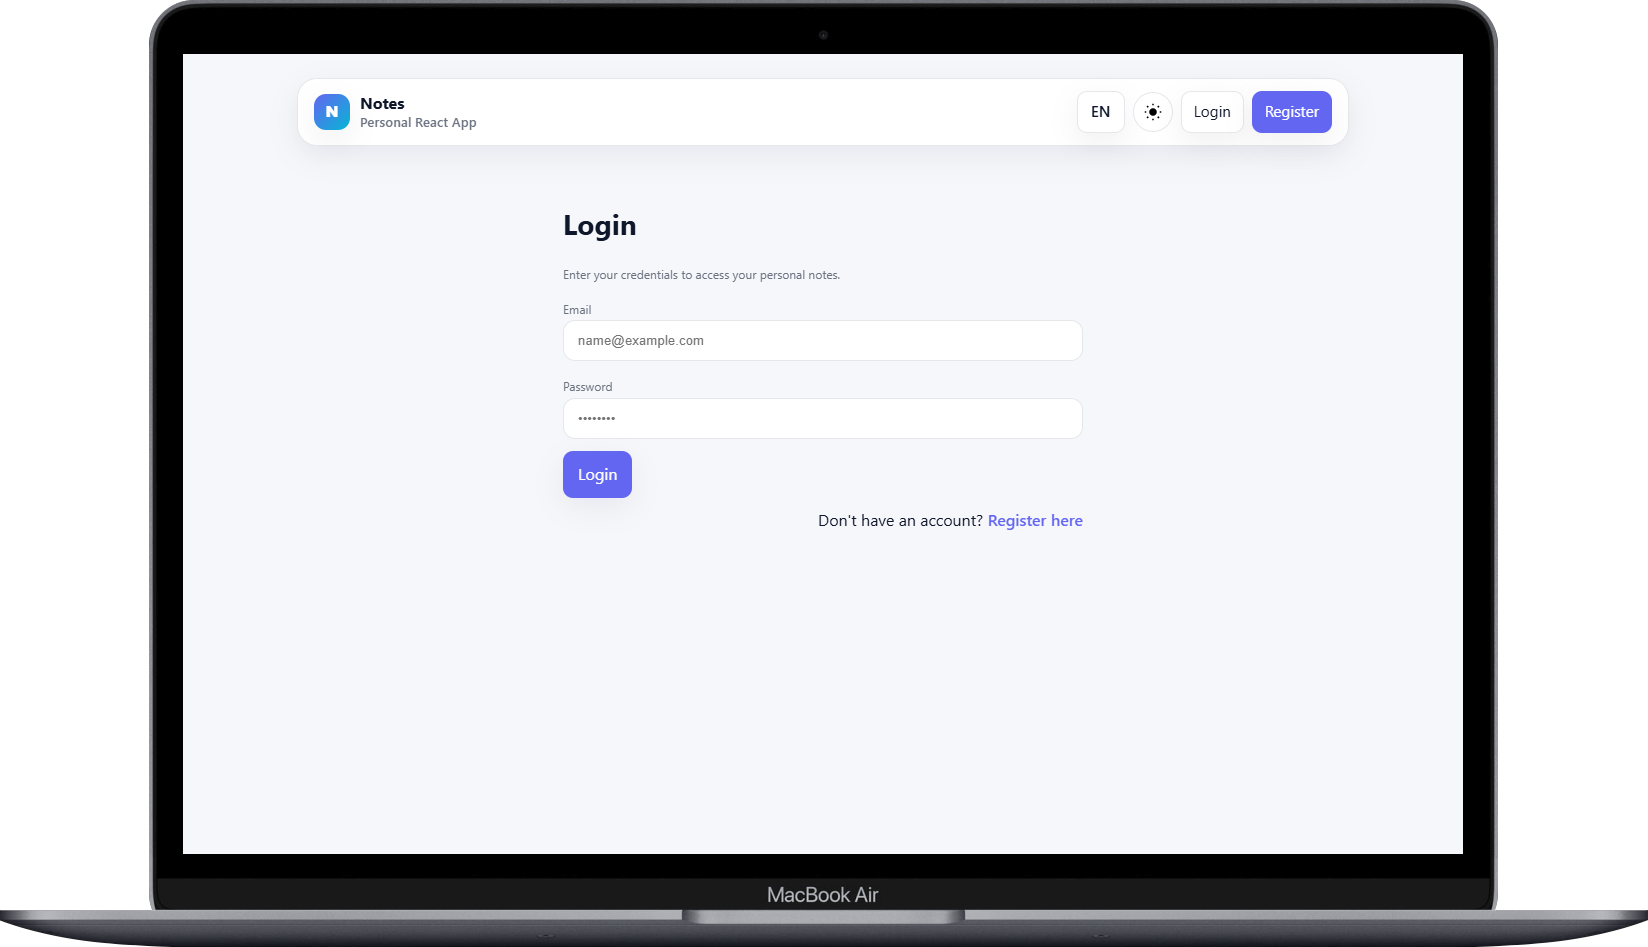 N
Notes
Personal React App
EN
Login
Register
Login
Enter your credentials to access your personal notes.
Email
name@example.com
Password
••••••••
Login
Don't have an account? Register here
MacBook Air